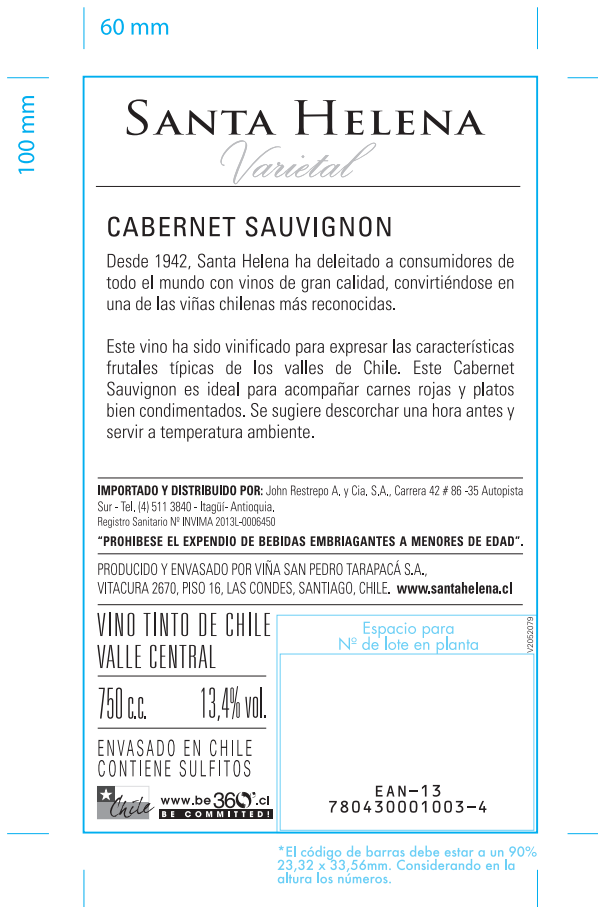 60 mm
100 mm
SANTA HELENA
Varietal
CABERNET SAUVIGNON
Desde 1942, Santa Helena ha deleitado a consumidores de
todo el mundo con vinos de gran calidad, convirtiéndose en
una de las viñas chilenas más reconocidas.
Este vino ha sido vinificado para expresar las características
frutales típicas de los valles de Chile. Este Cabernet
Sauvignon es ideal para acompañar carnes rojas y platos
bien condimentados. Se sugiere descorchar una hora antes y
servir a temperatura ambiente.
IMPORTADO Y DISTRIBUIDO POR: John Restrepo A. y Cia. S.A., Carrera 42 # 86 -35 Autopista
Sur - Tel. (4) 511 3840 - Itagüí- Antioquia.
Registro Sanitario Nº INVIMA 2013L-0006450
“PROHIBESE EL EXPENDIO DE BEBIDAS EMBRIAGANTES A MENORES DE EDAD”.
PRODUCIDO Y ENVASADO POR VIÑA SAN PEDRO TARAPACÁ S.A.,
VITACURA 2670, PISO 16, LAS CONDES, SANTIAGO, CHILE. www.santahelena.cl
VINO TINTO DE CHILE
VALLE CENTRAL
750 c.c. 13,4% vol.
ENVASADO EN CHILE
CONTIENE SULFITOS
Chile
www.be360°.cl
BE COMMITTED!
Espacio para
Nº de lote en planta
V2052079
EAN-13
780430001003-4
*El código de barras debe estar a un 90%
23,32 x 33,56mm. Considerando en la
altura los números.